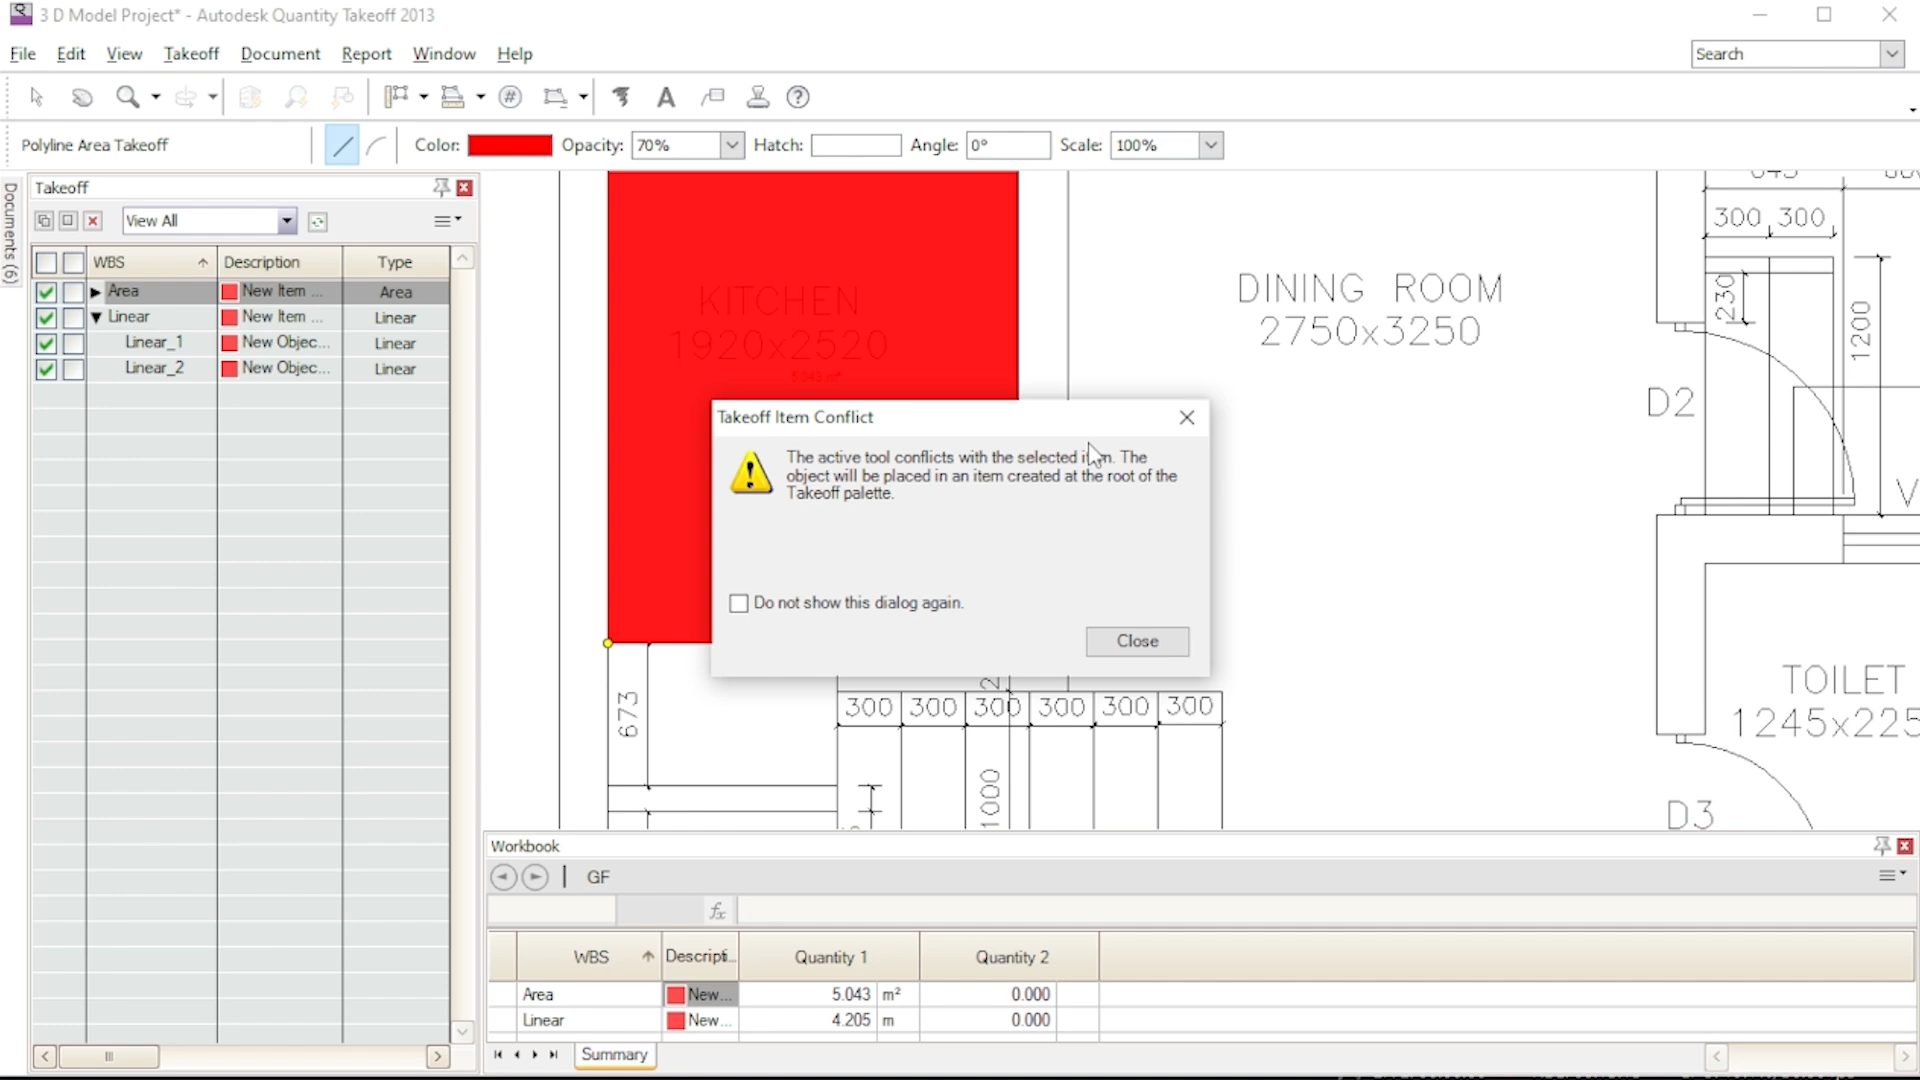 3 D Model Project* - Autodesk Quantity Takeoff 2013
File Edit View Takeoff Document Report Window Help
Search
Polyline Area Takeoff
Color: Opacity: 70% Hatch: Angle: 0° Scale: 100%
Documents (6)
Takeoff
View All
WBS Description Type
Area New Item ... Area
Linear New Item ... Linear
Linear_1 New Objec... Linear
Linear_2 New Objec... Linear
KITCHEN
1920x2520
5.043 m²
DINING ROOM
2750x3250
300 300
230
1200
D2
TOILET
1245x225
D3
673
300 300 300 300 300 300
1000
Takeoff Item Conflict
The active tool conflicts with the selected item. The
object will be placed in an item created at the root of the
Takeoff palette.
Do not show this dialog again.
Close
Workbook
GF
fx
WBS Descripti... Quantity 1 Quantity 2
Area New... 5.043 m² 0.000
Linear New... 4.205 m 0.000
Summary